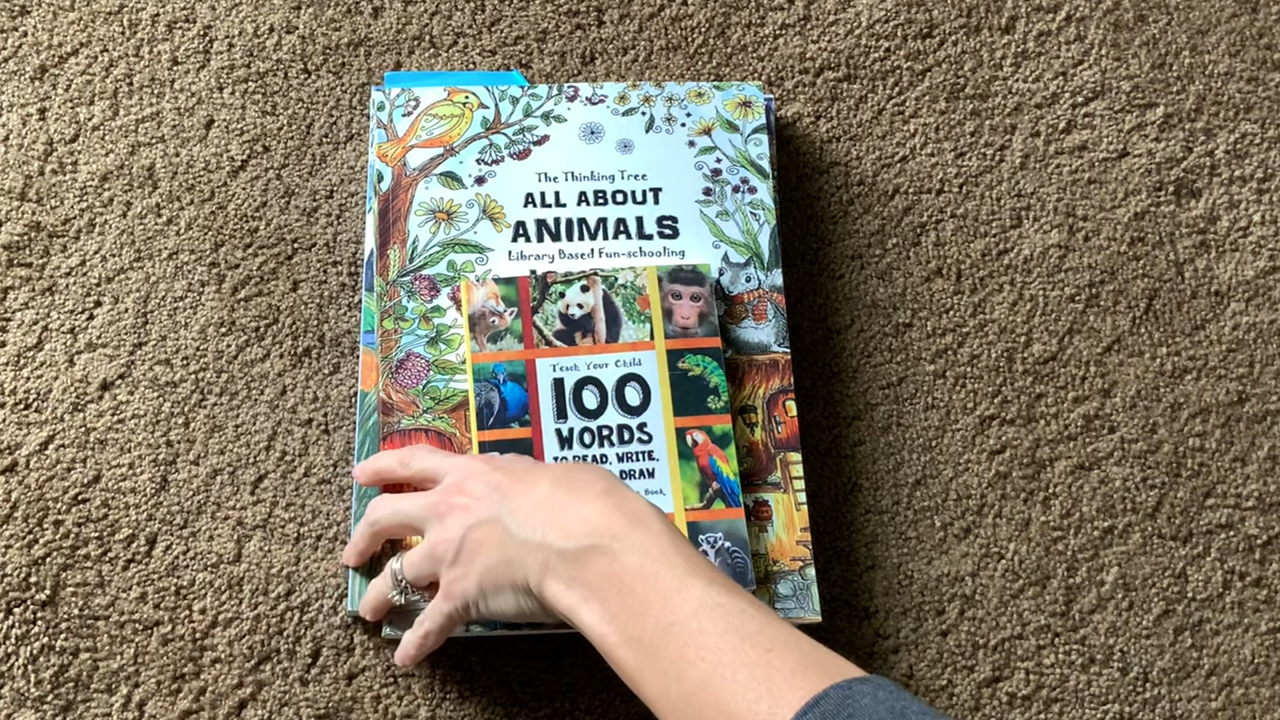 The Thinking Tree
ALL ABOUT
ANIMALS
Library Based Fun-schooling
Teach Your Child
100
WORDS
TO READ, WRITE,
DRAW
Book